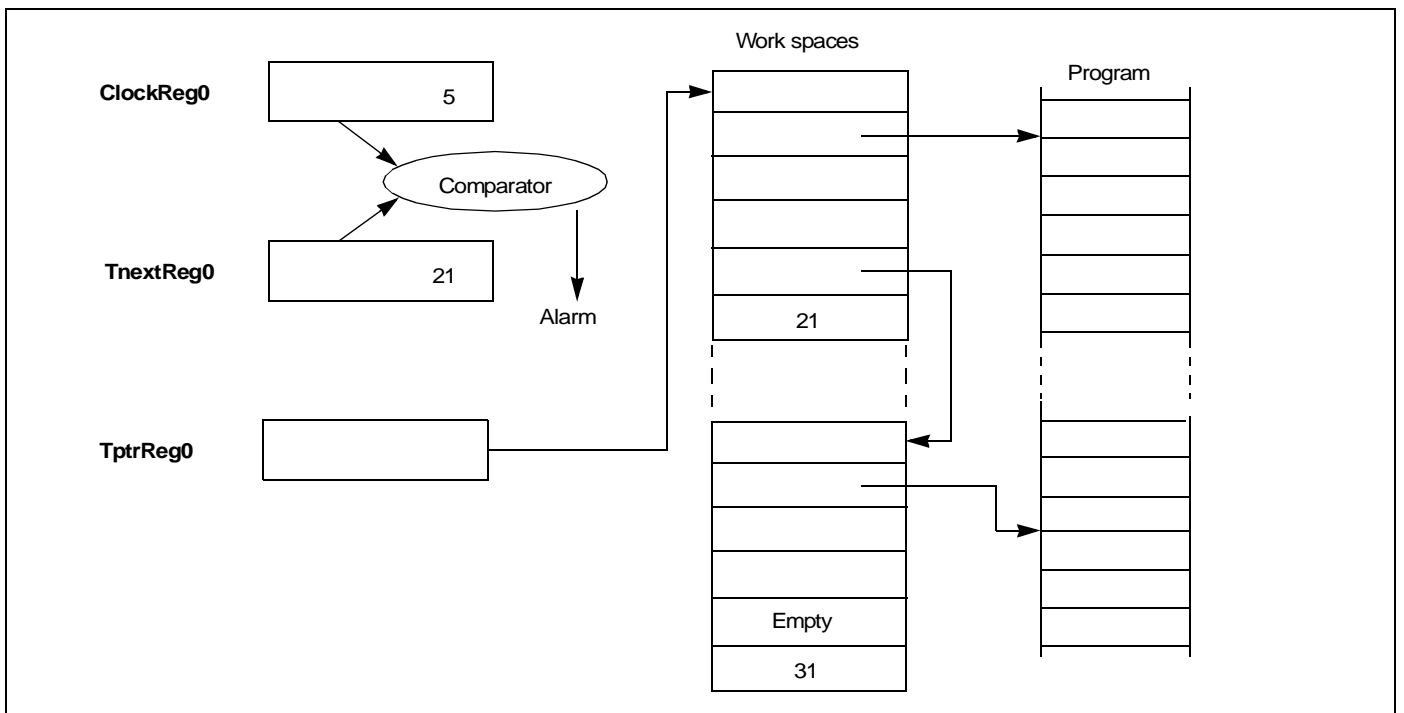 Work spaces
Program
ClockReg0
5
Comparator
TnextReg0
21
Alarm
21
TptrReg0
Empty
31